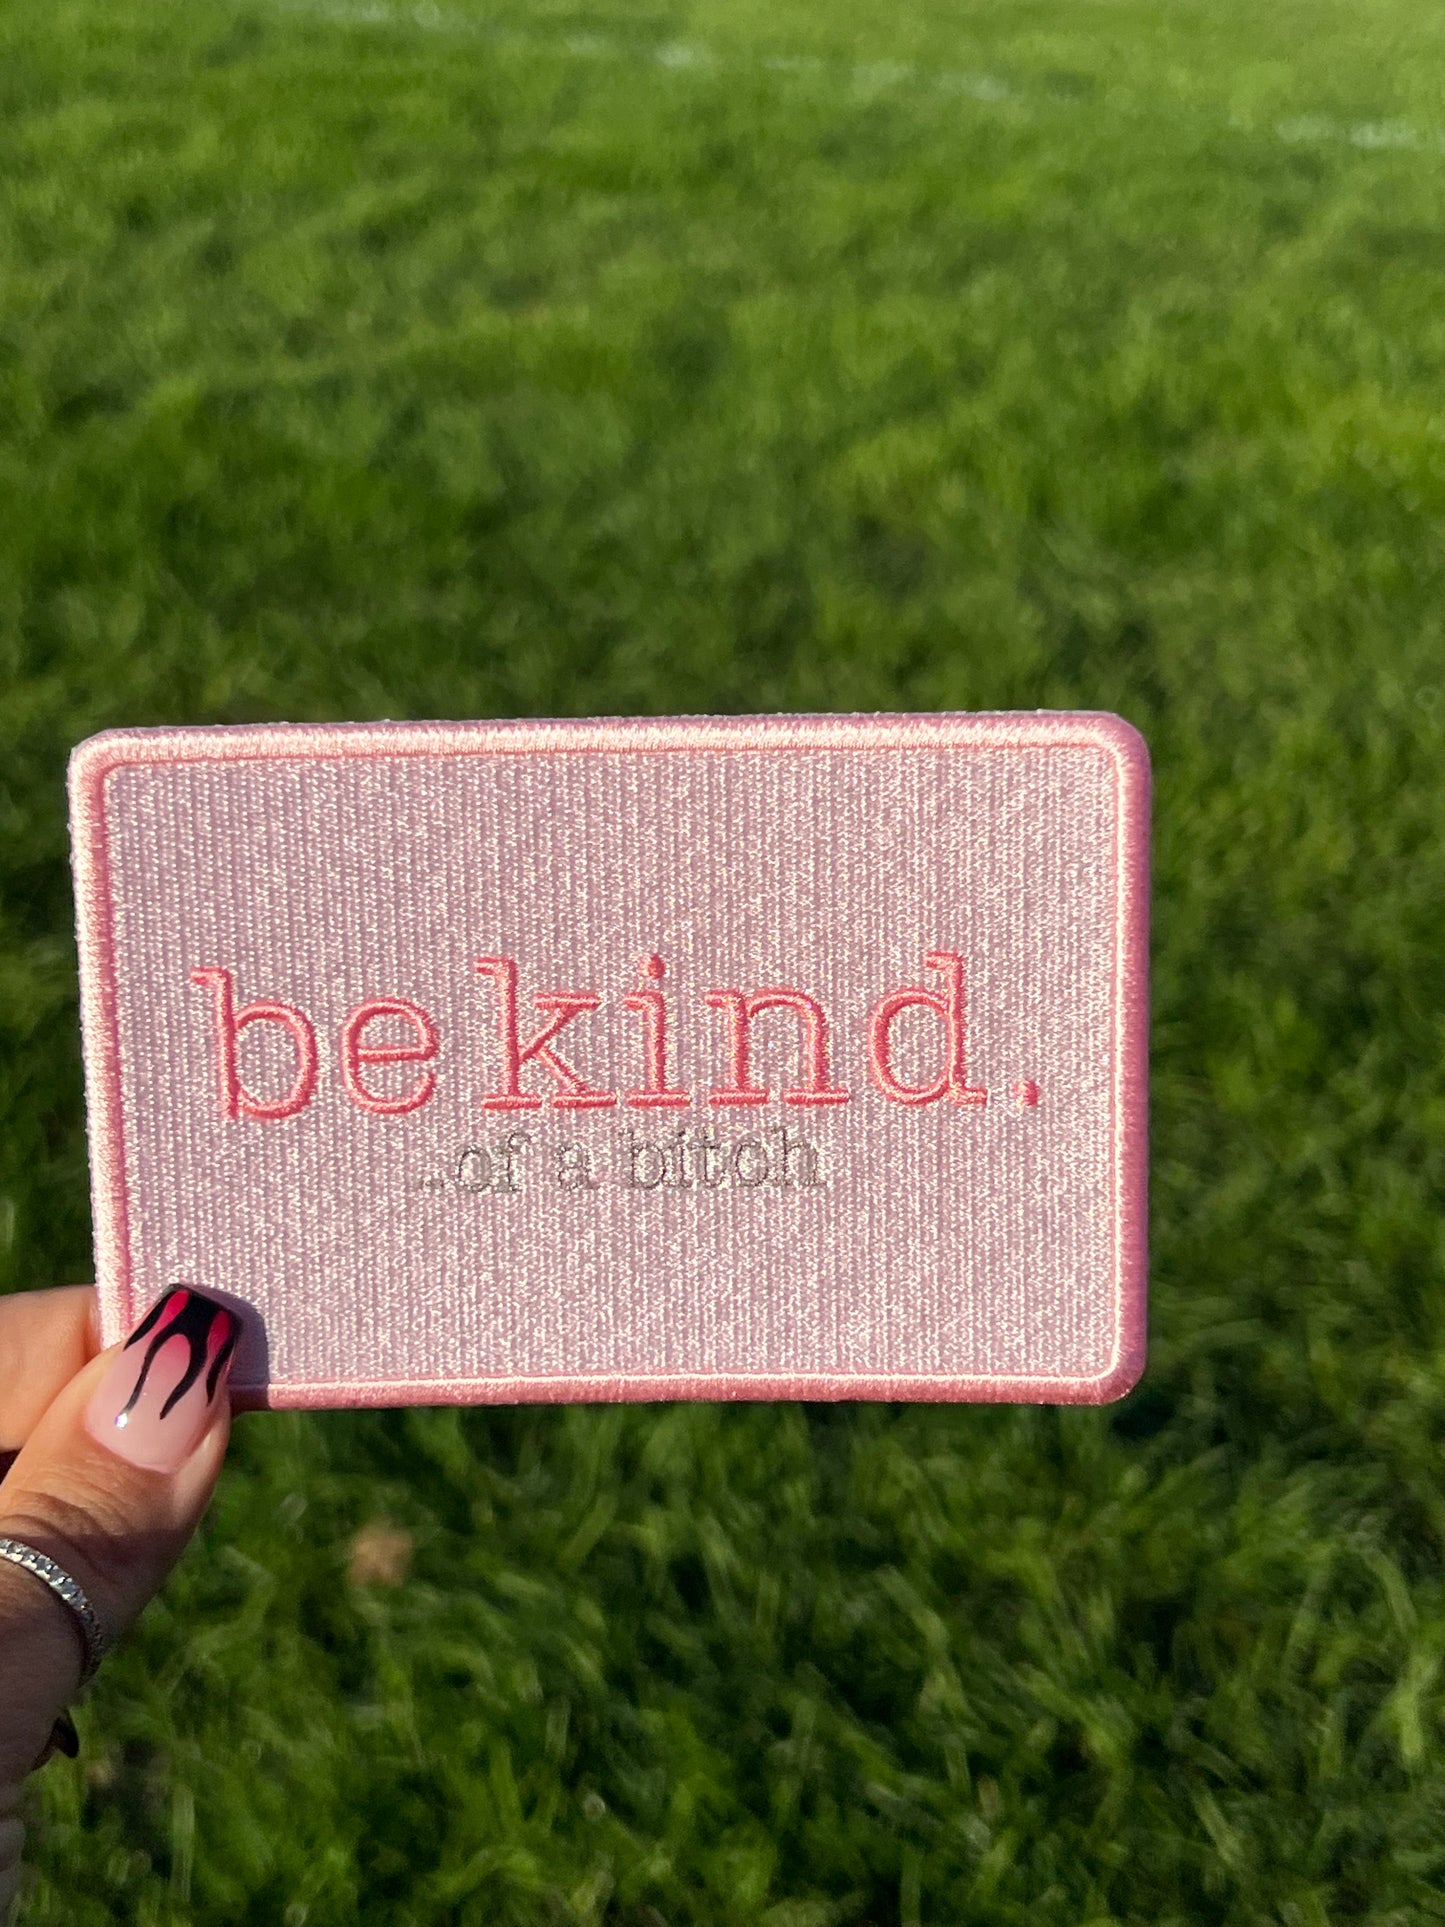 be kind.
...of a bitch